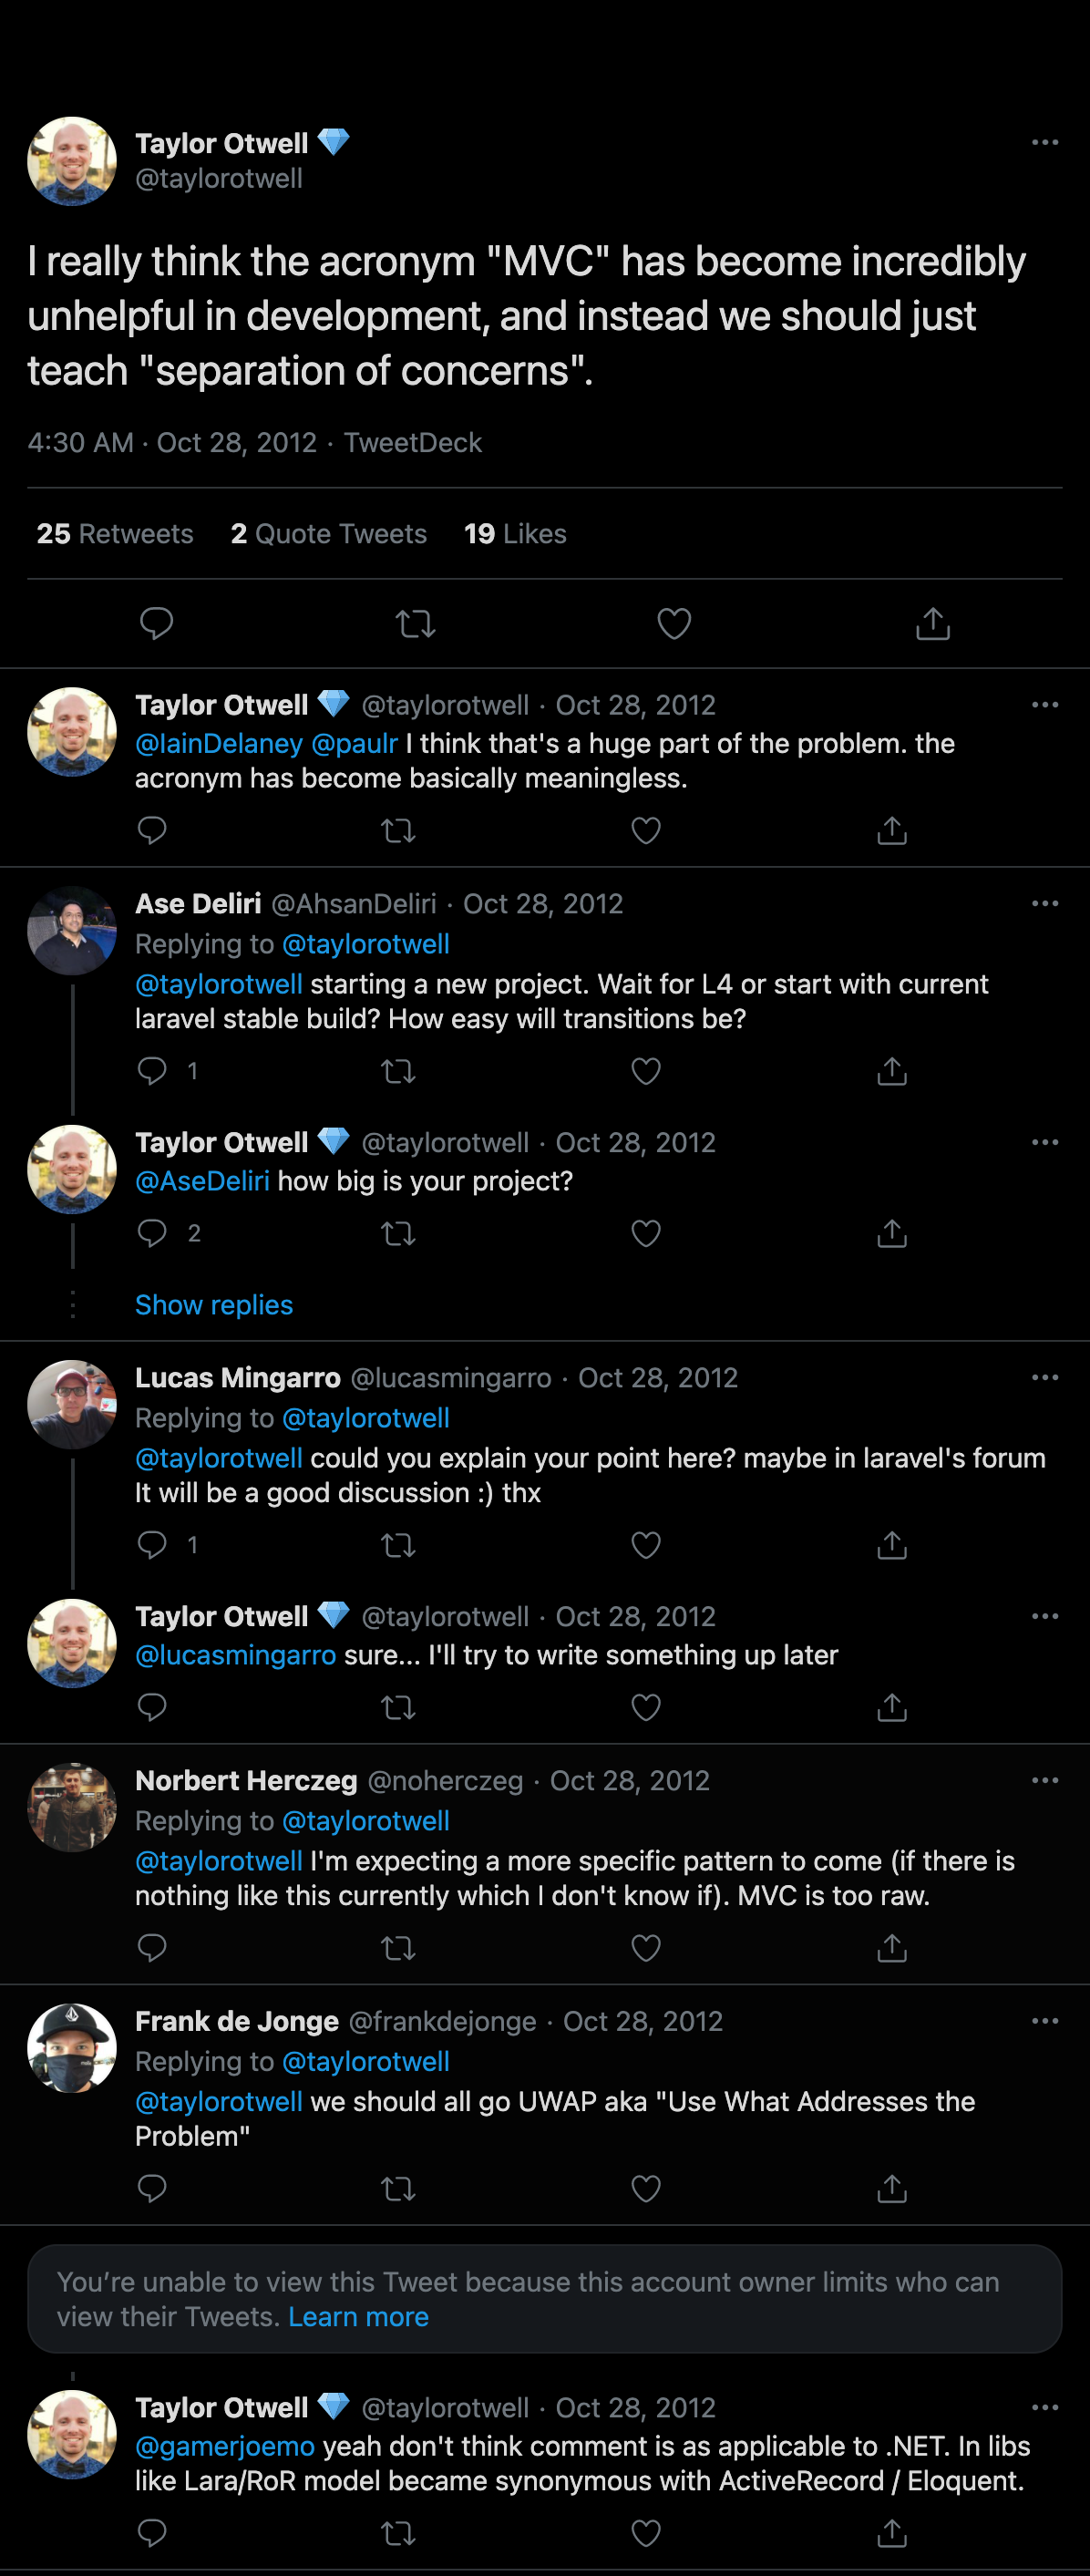 Taylor Otwell 💎
@taylorotwell
I really think the acronym "MVC" has become incredibly
unhelpful in development, and instead we should just
teach "separation of concerns".
4:30 AM · Oct 28, 2012 · TweetDeck
25 Retweets 2 Quote Tweets 19 Likes
Taylor Otwell 💎 @taylorotwell · Oct 28, 2012
@IainDelaney @paulr I think that's a huge part of the problem. the
acronym has become basically meaningless.
Ase Deliri @AhsanDeliri · Oct 28, 2012
Replying to @taylorotwell
@taylorotwell starting a new project. Wait for L4 or start with current
laravel stable build? How easy will transitions be?
1
Taylor Otwell 💎 @taylorotwell · Oct 28, 2012
@AseDeliri how big is your project?
2
Show replies
Lucas Mingarro @lucasmingarro · Oct 28, 2012
Replying to @taylorotwell
@taylorotwell could you explain your point here? maybe in laravel's forum
It will be a good discussion :) thx
1
Taylor Otwell 💎 @taylorotwell · Oct 28, 2012
@lucasmingarro sure... I'll try to write something up later
Norbert Herczeg @noherczeg · Oct 28, 2012
Replying to @taylorotwell
@taylorotwell I'm expecting a more specific pattern to come (if there is
nothing like this currently which I don't know if). MVC is too raw.
Frank de Jonge @frankdejonge · Oct 28, 2012
Replying to @taylorotwell
@taylorotwell we should all go UWAP aka "Use What Addresses the
Problem"
You're unable to view this Tweet because this account owner limits who can
view their Tweets. Learn more
Taylor Otwell 💎 @taylorotwell · Oct 28, 2012
@gamerjoemo yeah don't think comment is as applicable to .NET. In libs
like Lara/RoR model became synonymous with ActiveRecord / Eloquent.